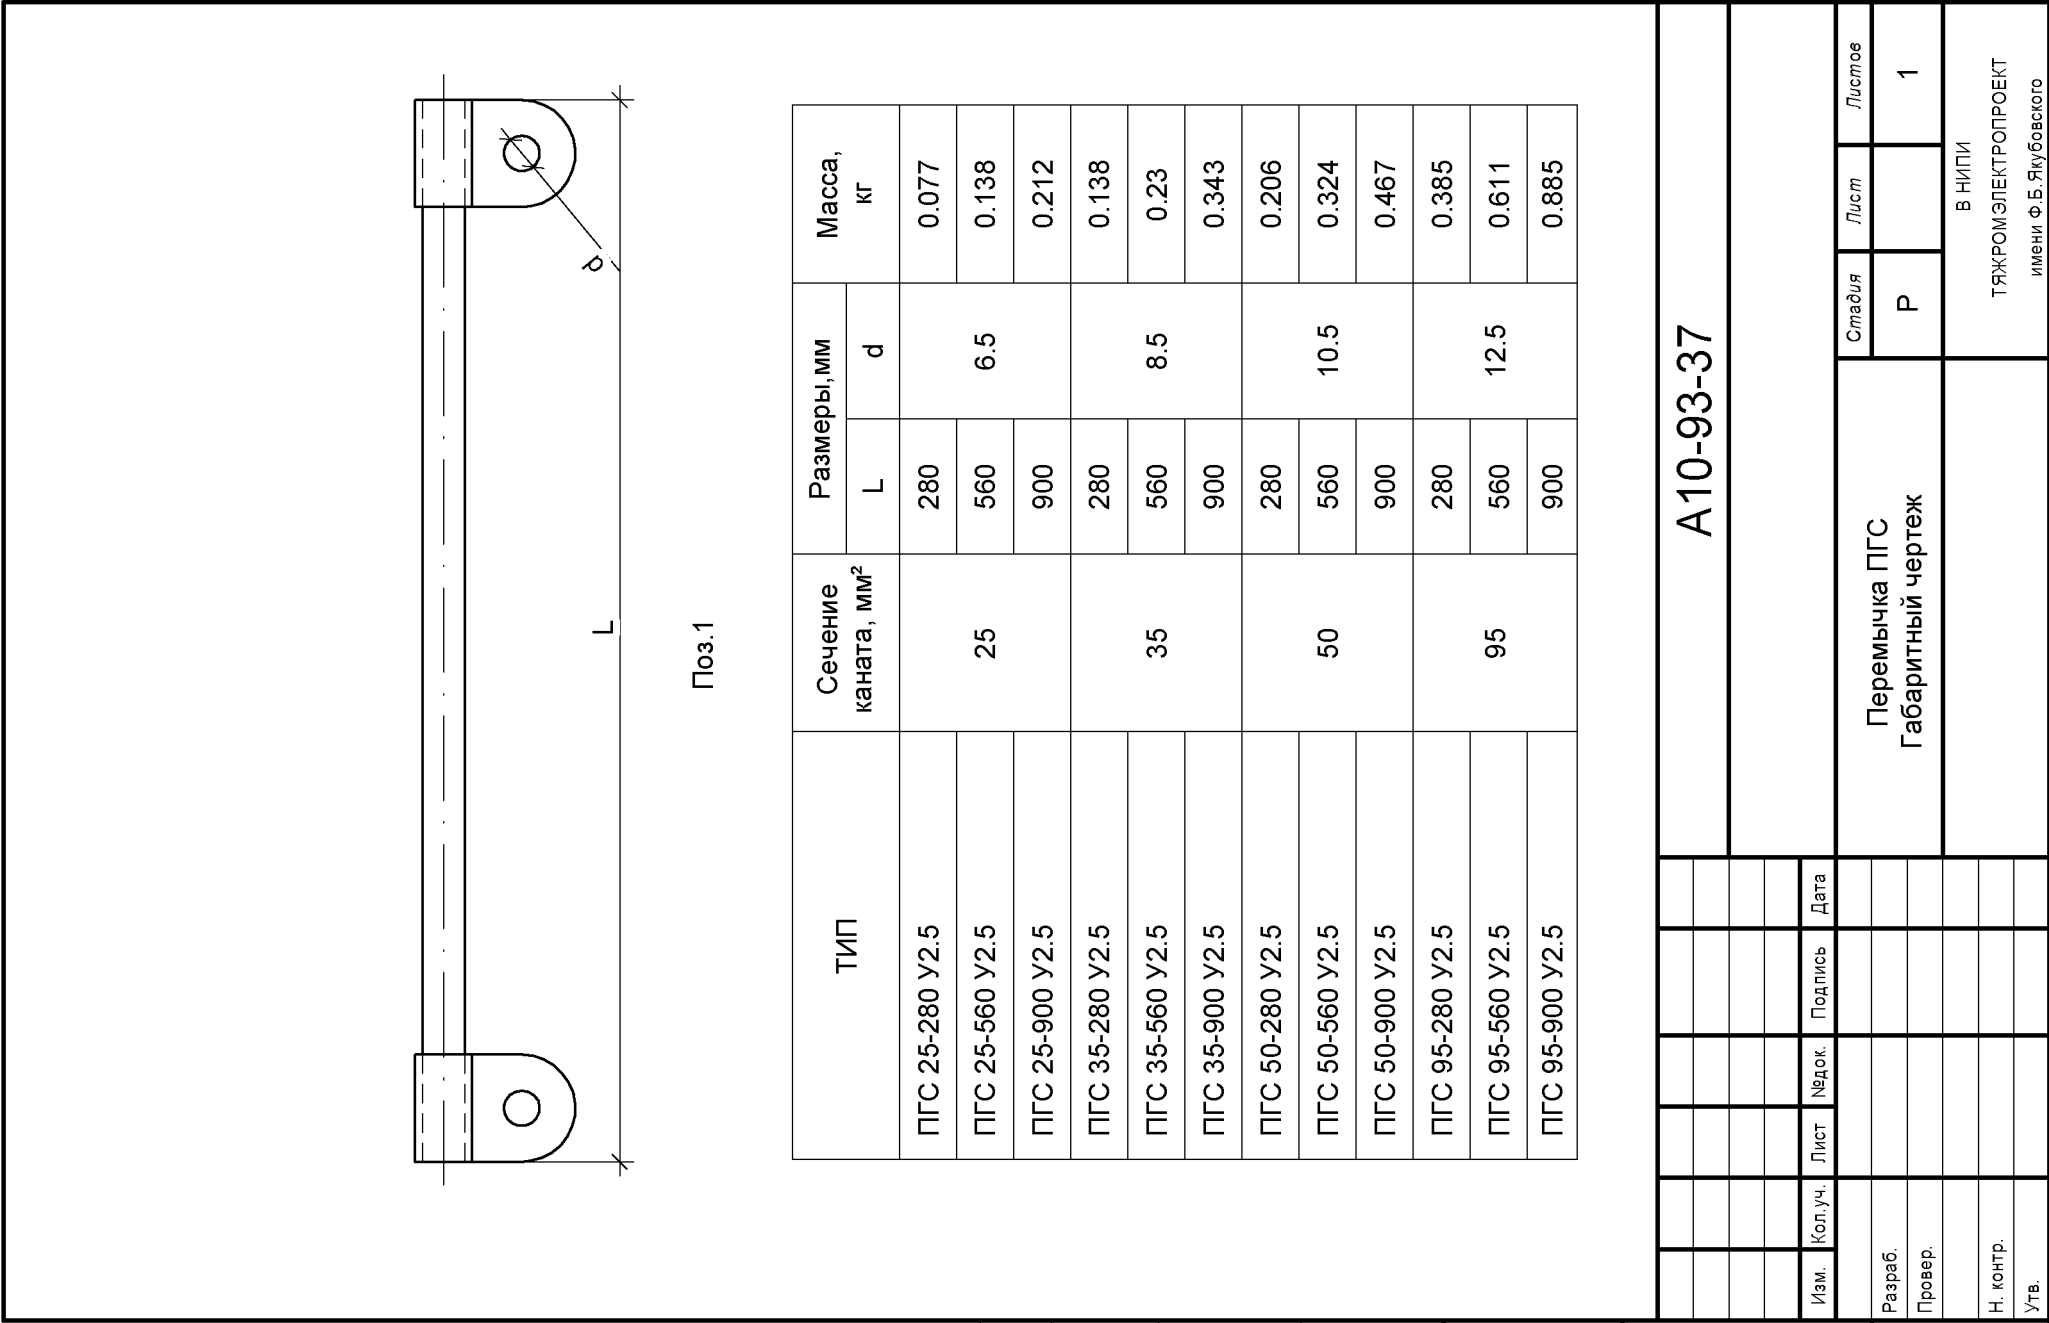 d
L
Поз.1
ТИП
Сечение
каната, мм²
Размеры,мм
Масса,
кг
L
d
ПГС 25-280 У2.5
25
280
6.5
0.077
ПГС 25-560 У2.5
560
0.138
ПГС 25-900 У2.5
900
0.212
ПГС 35-280 У2.5
35
280
8.5
0.138
ПГС 35-560 У2.5
560
0.23
ПГС 35-900 У2.5
900
0.343
ПГС 50-280 У2.5
50
280
10.5
0.206
ПГС 50-560 У2.5
560
0.324
ПГС 50-900 У2.5
900
0.467
ПГС 95-280 У2.5
95
280
12.5
0.385
ПГС 95-560 У2.5
560
0.611
ПГС 95-900 У2.5
900
0.885
А10-93-37
Изм. Кол.уч. Лист №док. Подпись Дата
Разраб.
Провер.
Н. контр.
Утв.
Перемычка ПГС
Габаритный чертеж
Стадия Лист Листов
Р 1
ВНИПИ
ТЯЖРОМЭЛЕКТРОПРОЕКТ
имени Ф.Б.Якубовского